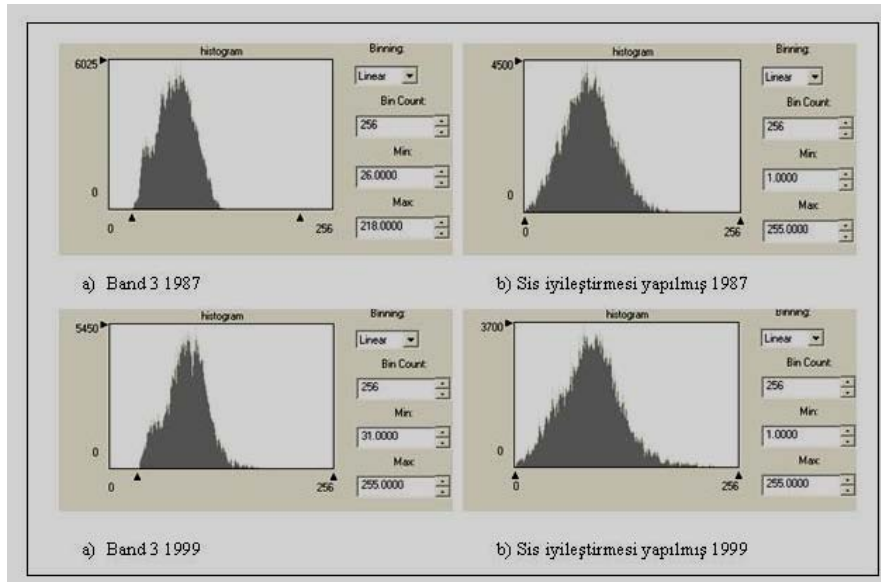 histogram
6025
0
0
256
Binning:
Linear
Bin Count:
256
Min:
26.0000
Max:
218.0000
a) Band 3 1987
histogram
4500
0
0
256
Binning:
Linear
Bin Count:
256
Min:
1.0000
Max:
255.0000
b) Sis iyileştirmesi yapılmış 1987
histogram
5450
0
0
256
Binning:
Linear
Bin Count:
256
Min:
31.0000
Max:
255.0000
a) Band 3 1999
histogram
3700
0
0
256
Binning:
Linear
Bin Count:
256
Min:
1.0000
Max:
255.0000
b) Sis iyileştirmesi yapılmış 1999